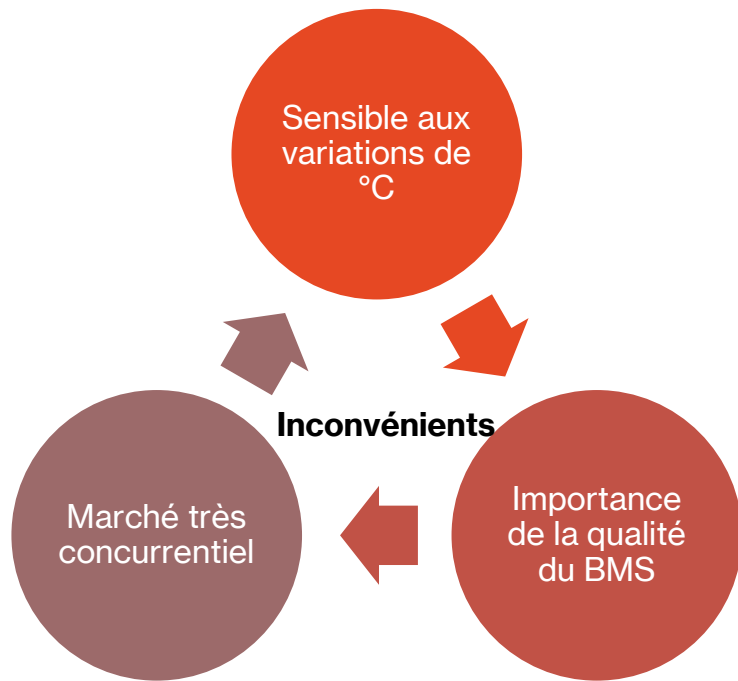 Sensible aux
variations de
°C
Inconvénients
Marché très
concurrentiel
Importance
de la qualité
du BMS